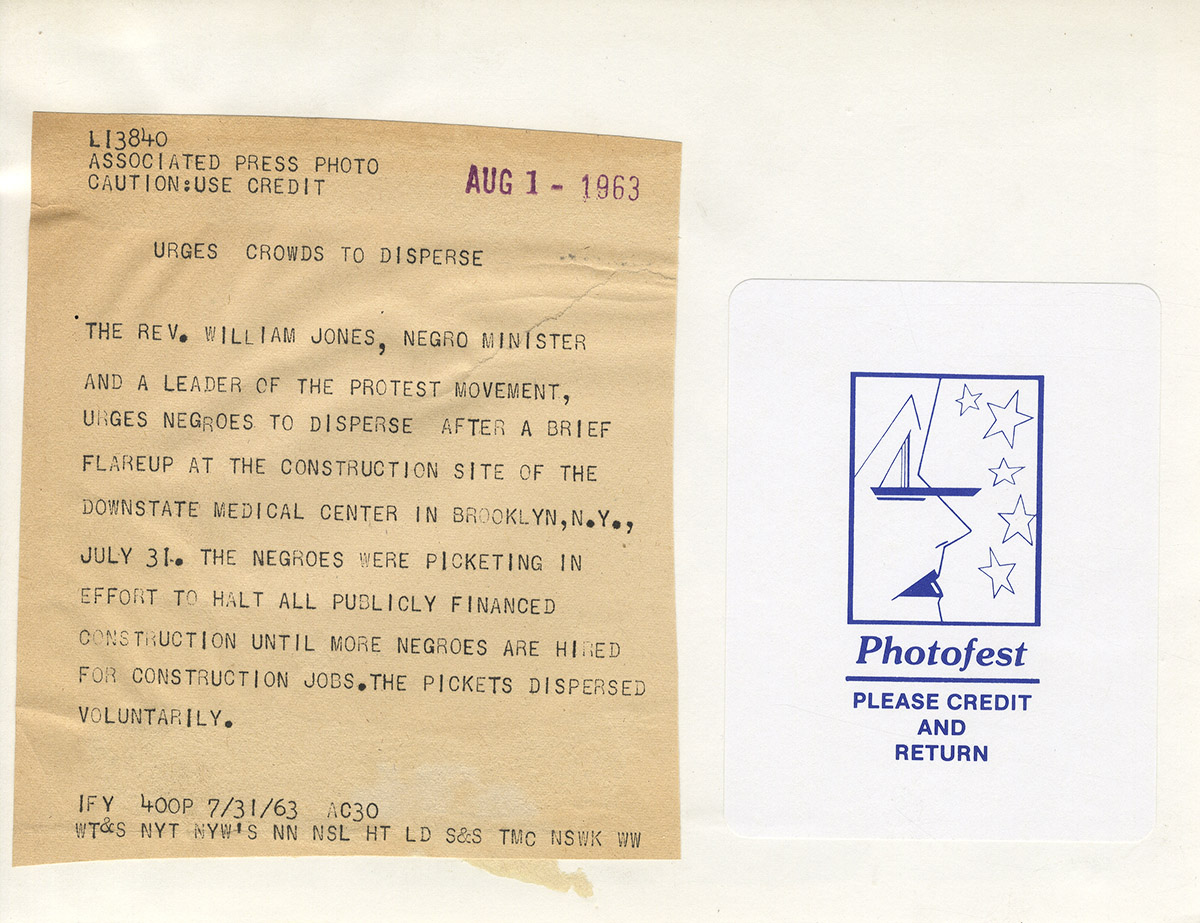 LI3840
ASSOCIATED PRESS PHOTO
CAUTION:USE CREDIT
AUG 1 - 1963
URGES CROWDS TO DISPERSE
THE REV. WILLIAM JONES, NEGRO MINISTER
AND A LEADER OF THE PROTEST MOVEMENT,
URGES NEGROES TO DISPERSE AFTER A BRIEF
FLAREUP AT THE CONSTRUCTION SITE OF THE
DOWNSTATE MEDICAL CENTER IN BROOKLYN,N.Y.,
JULY 31. THE NEGROES WERE PICKETING IN
EFFORT TO HALT ALL PUBLICLY FINANCED
CONSTRUCTION UNTIL MORE NEGROES ARE HIRED
FOR CONSTRUCTION JOBS.THE PICKETS DISPERSED
VOLUNTARILY.
IFY 400P 7/31/63 AC30
WT&S NYT NYW'S NN NSL HT LD S&S TMC NSWK WW
Photofest
PLEASE CREDIT
AND
RETURN